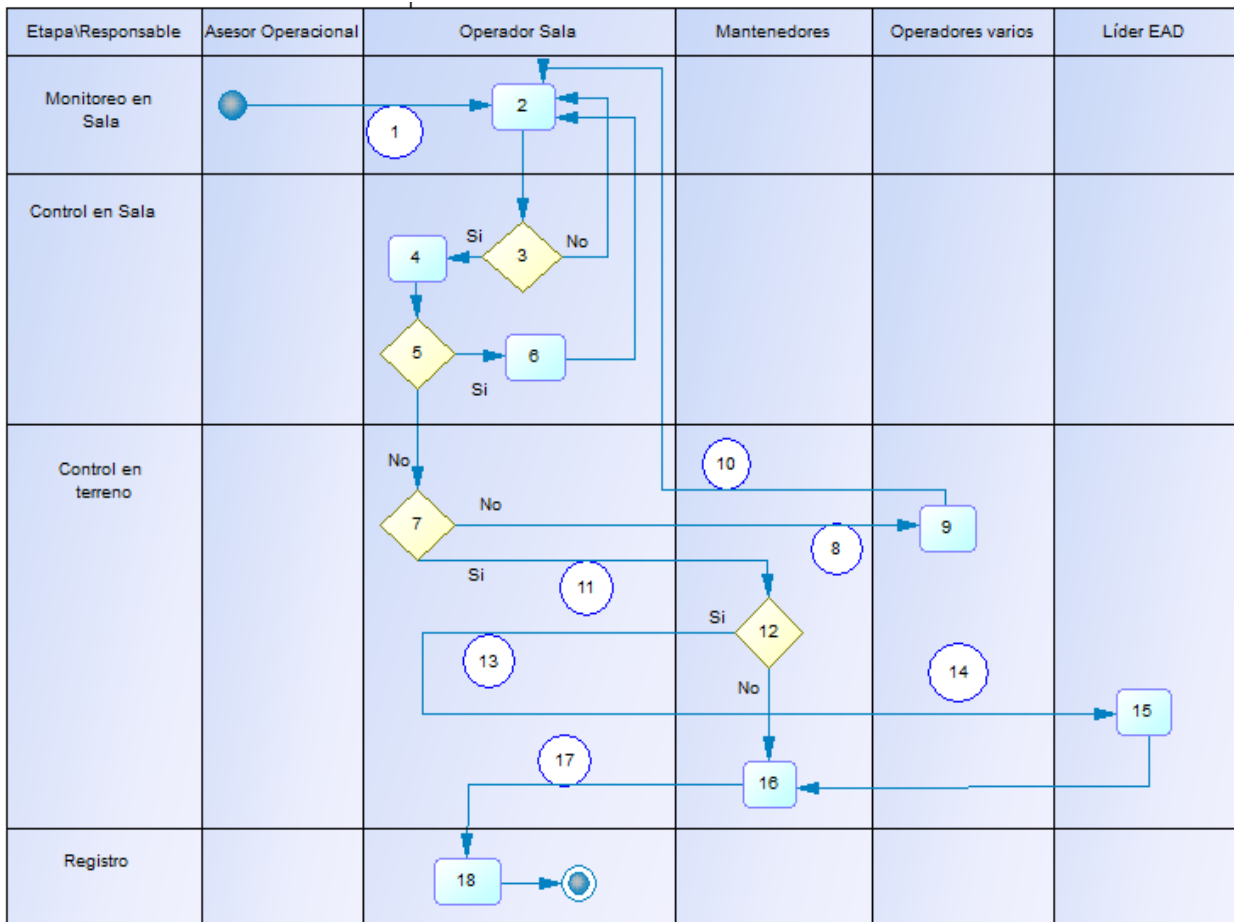 Etapa\Responsable
Asesor Operacional
Operador Sala
Mantenedores
Operadores varios
Líder EAD
Monitoreo en
Sala
1
2
Control en Sala
Si
No
3
4
5
6
Si
Control en
terreno
No
10
7
No
8
9
Si
11
Si
12
13
14
No
15
17
16
Registro
18